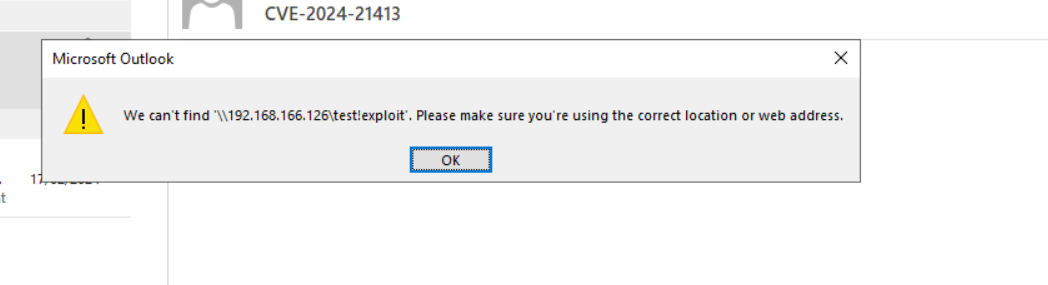 CVE-2024-21413
Microsoft Outlook
We can't find '\\192.168.166.126\test!exploit'. Please make sure you're using the correct location or web address.
OK